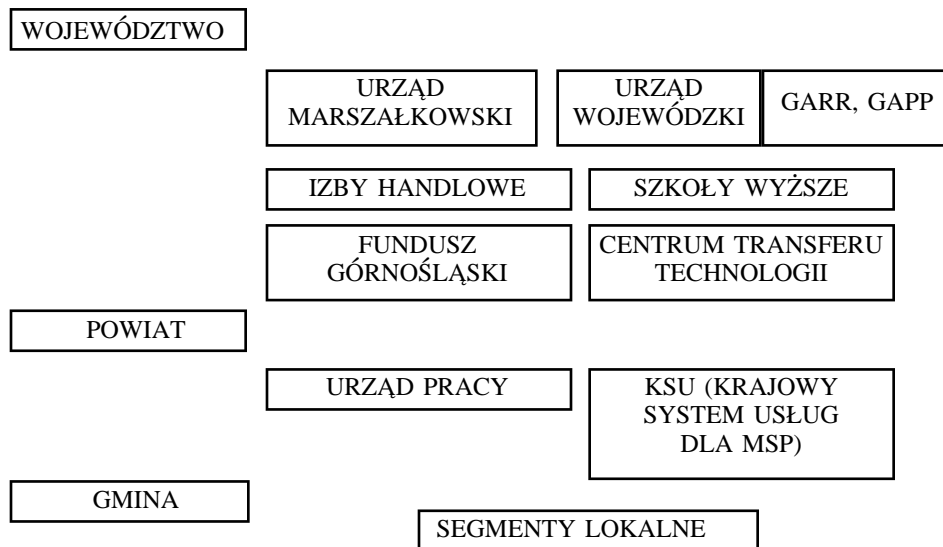 WOJEWÓDZTWO
URZĄD
MARSZAŁKOWSKI
URZĄD
WOJEWÓDZKI
GARR, GAPP
IZBY HANDLOWE
SZKOŁY WYŻSZE
FUNDUSZ
GÓRNOŚLĄSKI
CENTRUM TRANSFERU
TECHNOLOGII
POWIAT
URZĄD PRACY
KSU (KRAJOWY
SYSTEM USŁUG
DLA MSP)
GMINA
SEGMENTY LOKALNE